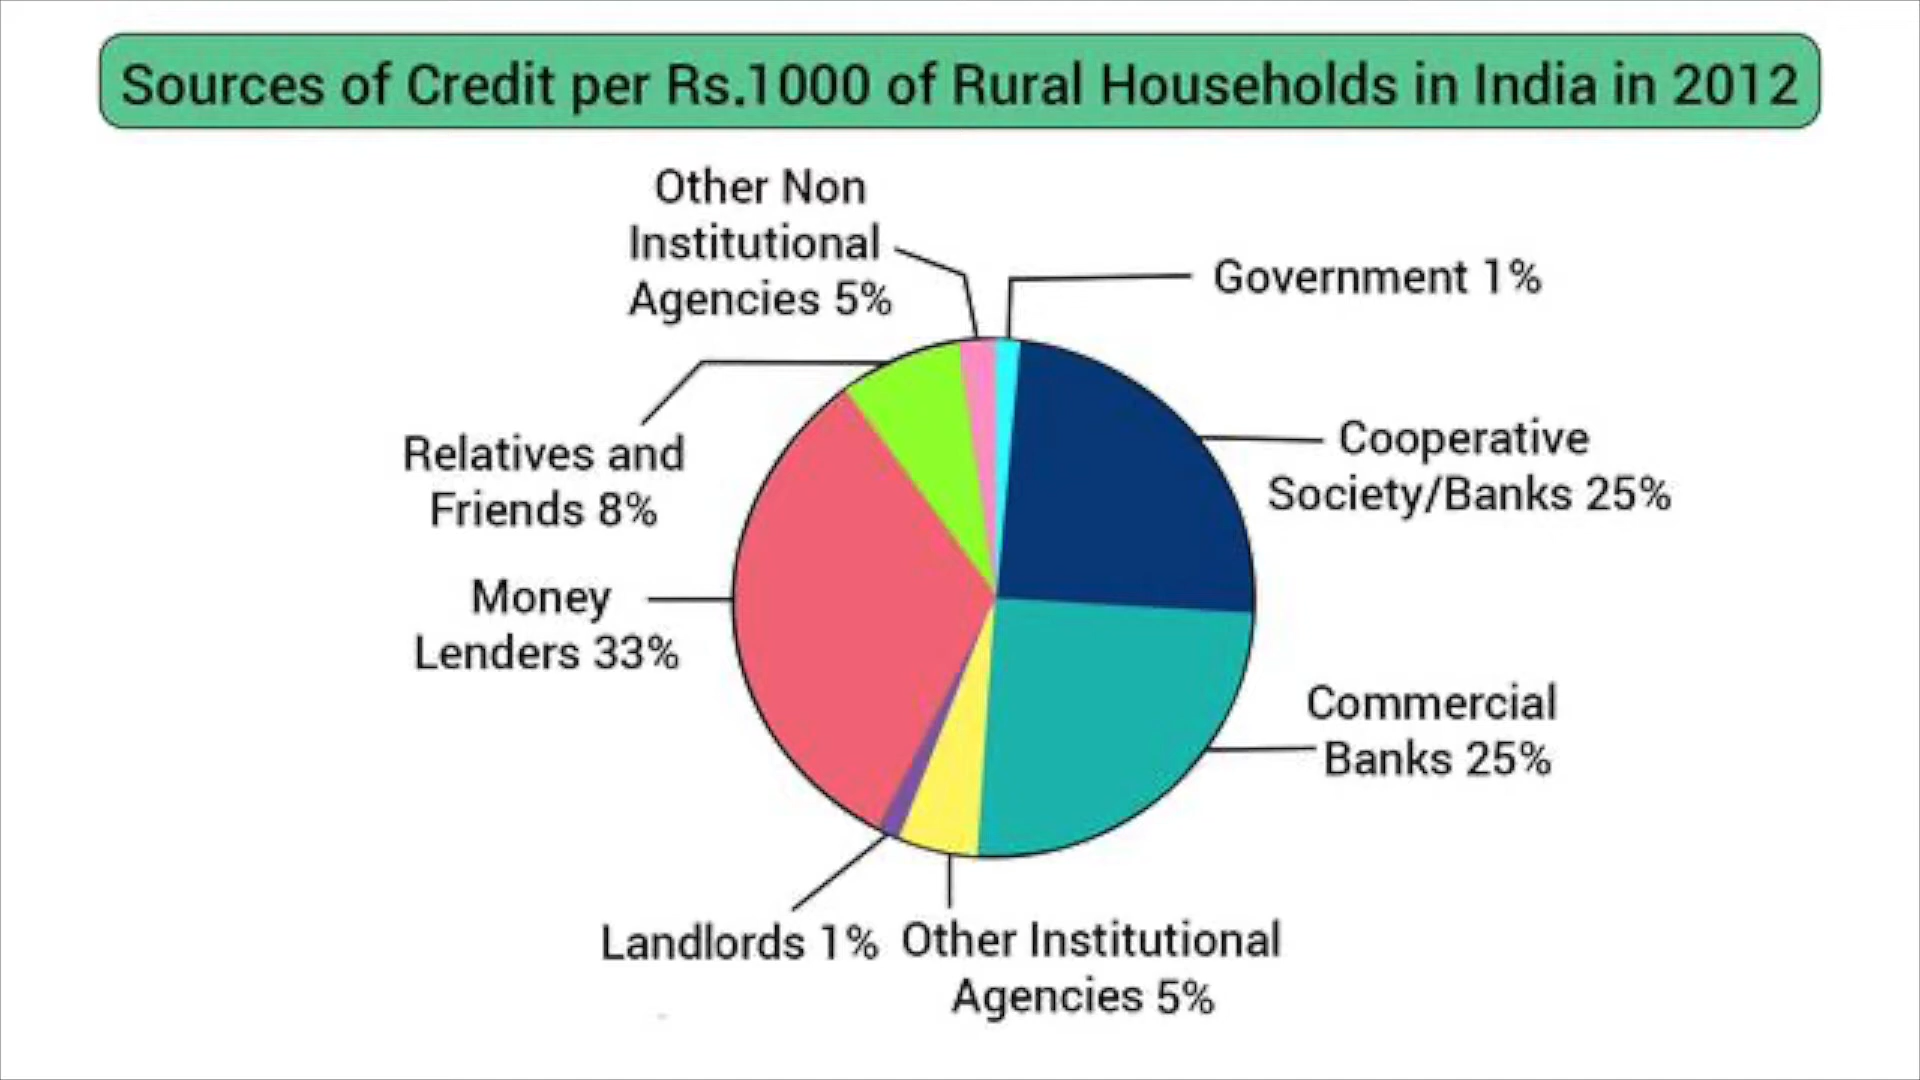 Sources of Credit per Rs.1000 of Rural Households in India in 2012
Other Non
Institutional
Agencies 5%
Government 1%
Relatives and
Friends 8%
Cooperative
Society/Banks 25%
Money
Lenders 33%
Commercial
Banks 25%
Landlords 1%
Other Institutional
Agencies 5%